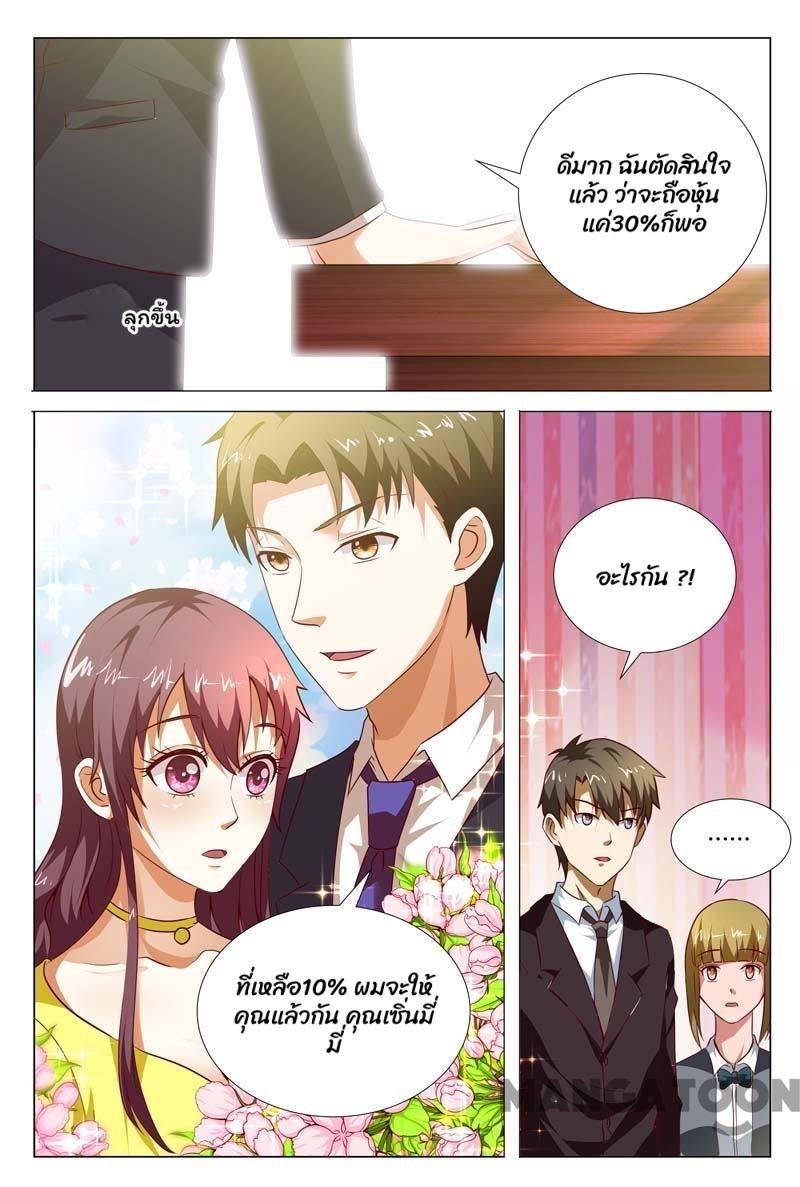 ดีมาก ฉันตัดสินใจ
แล้ว ว่าจะถือหุ้น
แค่30%ก็พอ
ลุกขึ้น
อะไรกัน ?!
......
ที่เหลือ10% ผมจะให้
คุณแล้วกัน คุณเซิ่นมี่
มี่
MANGATOON